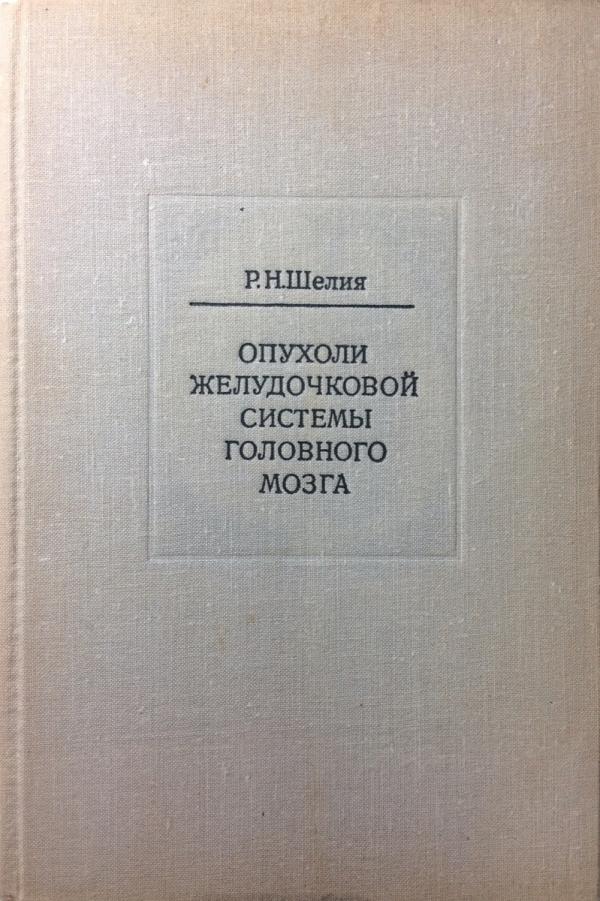 Р.Н.Шелия
ОПУХОЛИ
ЖЕЛУДОЧКОВОЙ
СИСТЕМЫ
ГОЛОВНОГО
МОЗГА